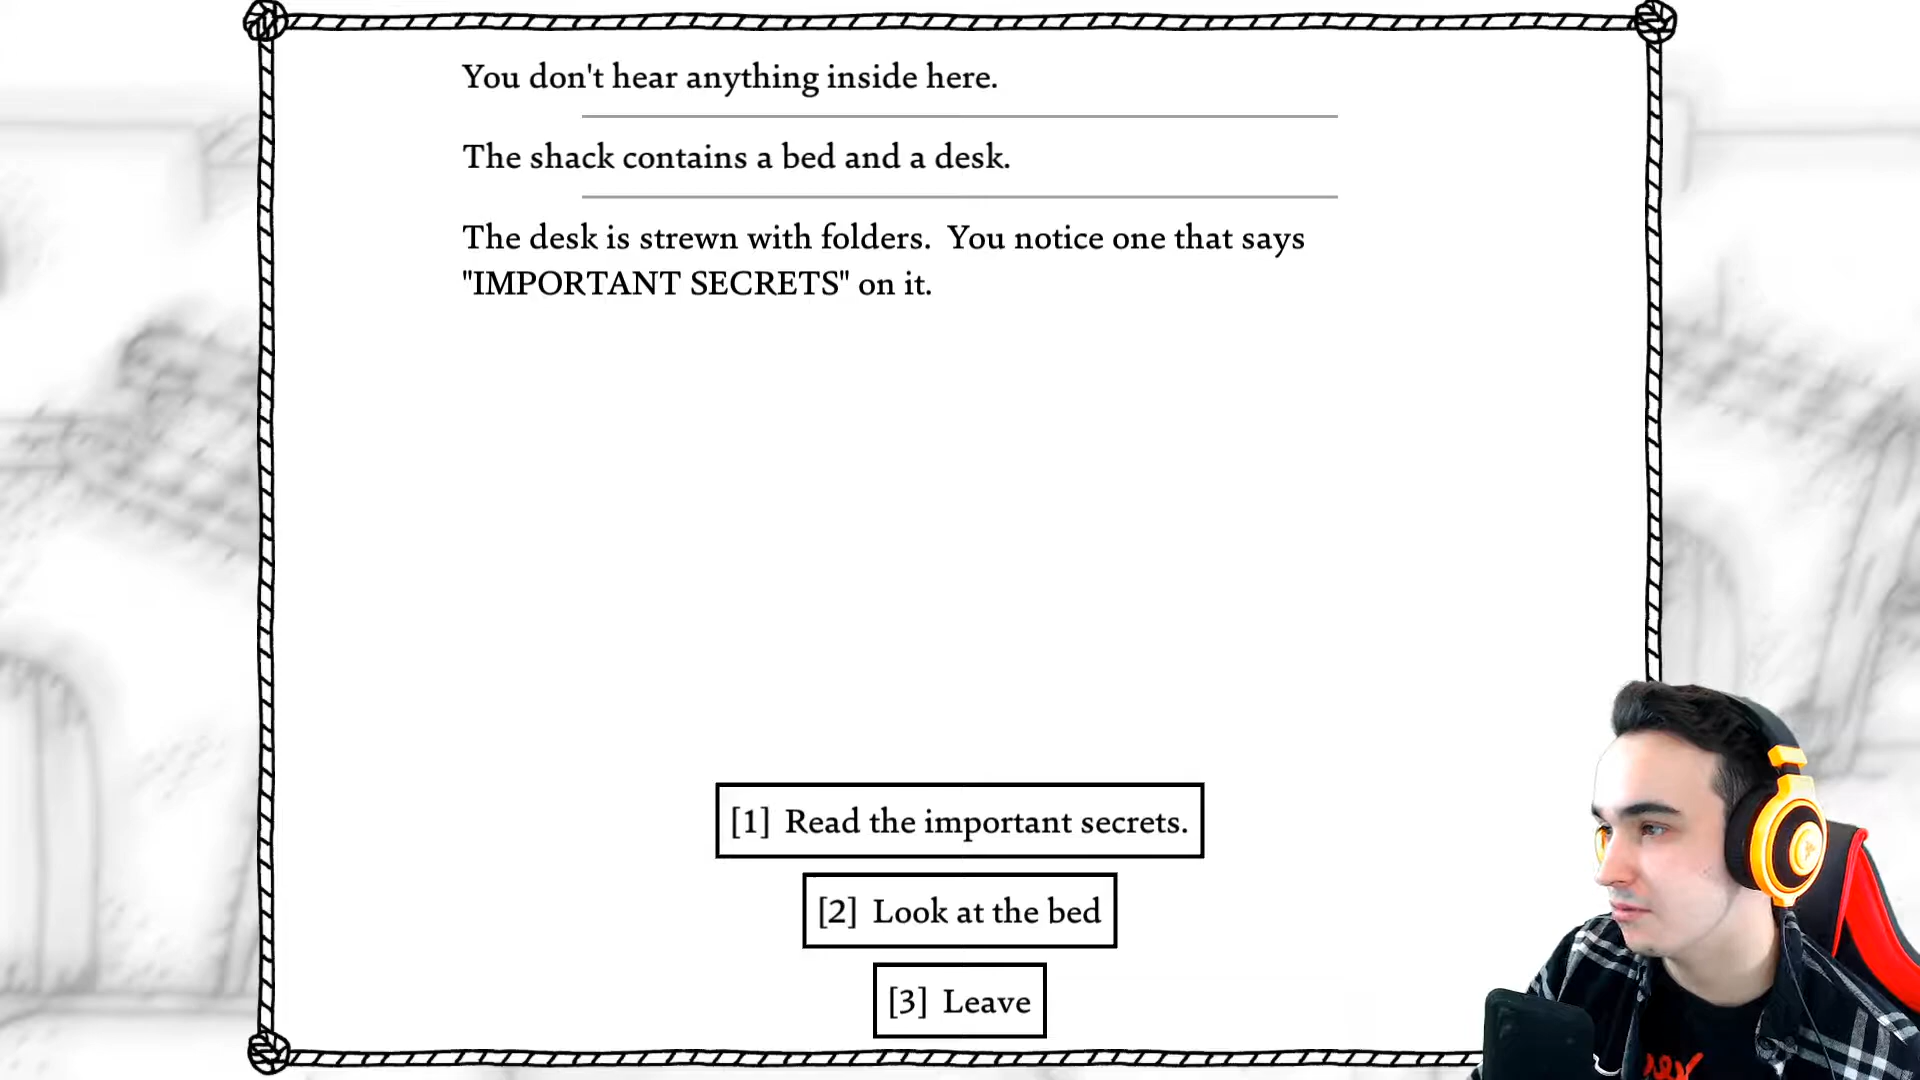 You don't hear anything inside here.
The shack contains a bed and a desk.
The desk is strewn with folders.  You notice one that says
"IMPORTANT SECRETS" on it.
[1] Read the important secrets.
[2] Look at the bed
[3] Leave